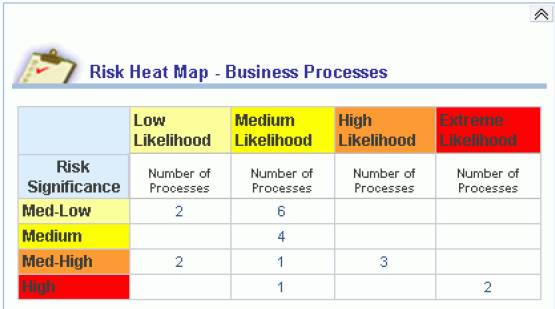 Risk Heat Map - Business Processes
Low Likelihood Medium Likelihood High Likelihood Extreme Likelihood
Risk Significance Number of Processes Number of Processes Number of Processes Number of Processes
Med-Low 2 6
Medium 4
Med-High 2 1 3
High 1 2